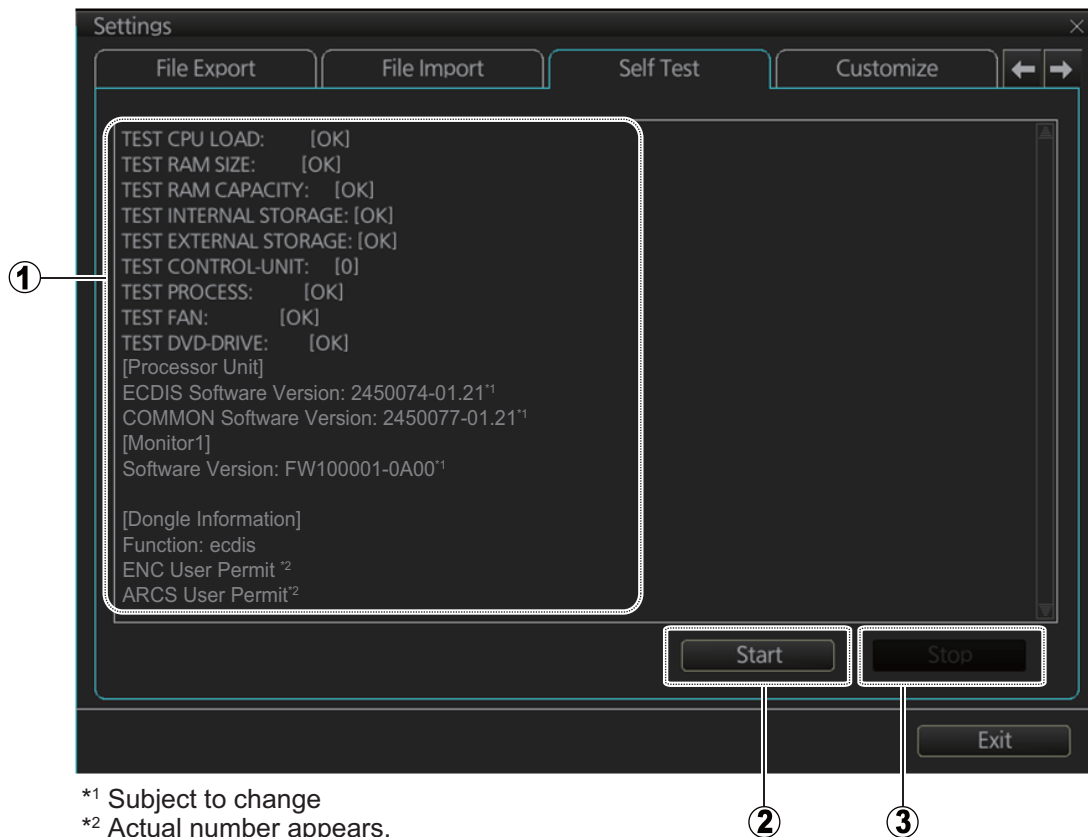 Settings
File Export
File Import
Self Test
Customize
TEST CPU LOAD: [OK]
TEST RAM SIZE: [OK]
TEST RAM CAPACITY: [OK]
TEST INTERNAL STORAGE: [OK]
TEST EXTERNAL STORAGE: [OK]
TEST CONTROL-UNIT: [0]
TEST PROCESS: [OK]
TEST FAN: [OK]
TEST DVD-DRIVE: [OK]
[Processor Unit]
ECDIS Software Version: 2450074-01.21*1
COMMON Software Version: 2450077-01.21*1
[Monitor1]
Software Version: FW100001-0A00*1
[Dongle Information]
Function: ecdis
ENC User Permit *2
ARCS User Permit*2
1
Start
Stop
Exit
*1 Subject to change
*2 Actual number appears.
2
3